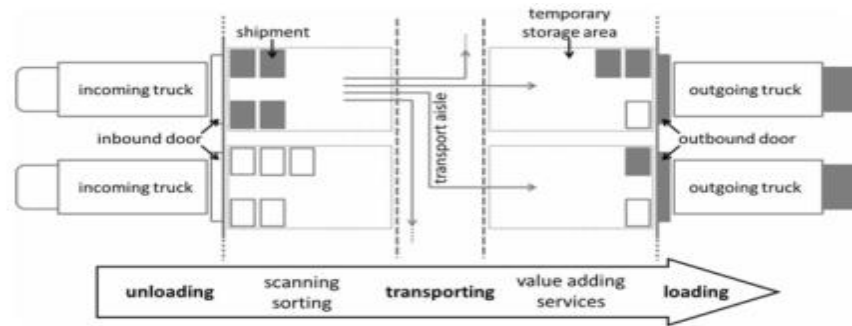 shipment
temporary
storage area
incoming truck
outgoing truck
inbound door
transport aisle
outbound door
incoming truck
outgoing truck
unloading
scanning
sorting
transporting
value adding
services
loading